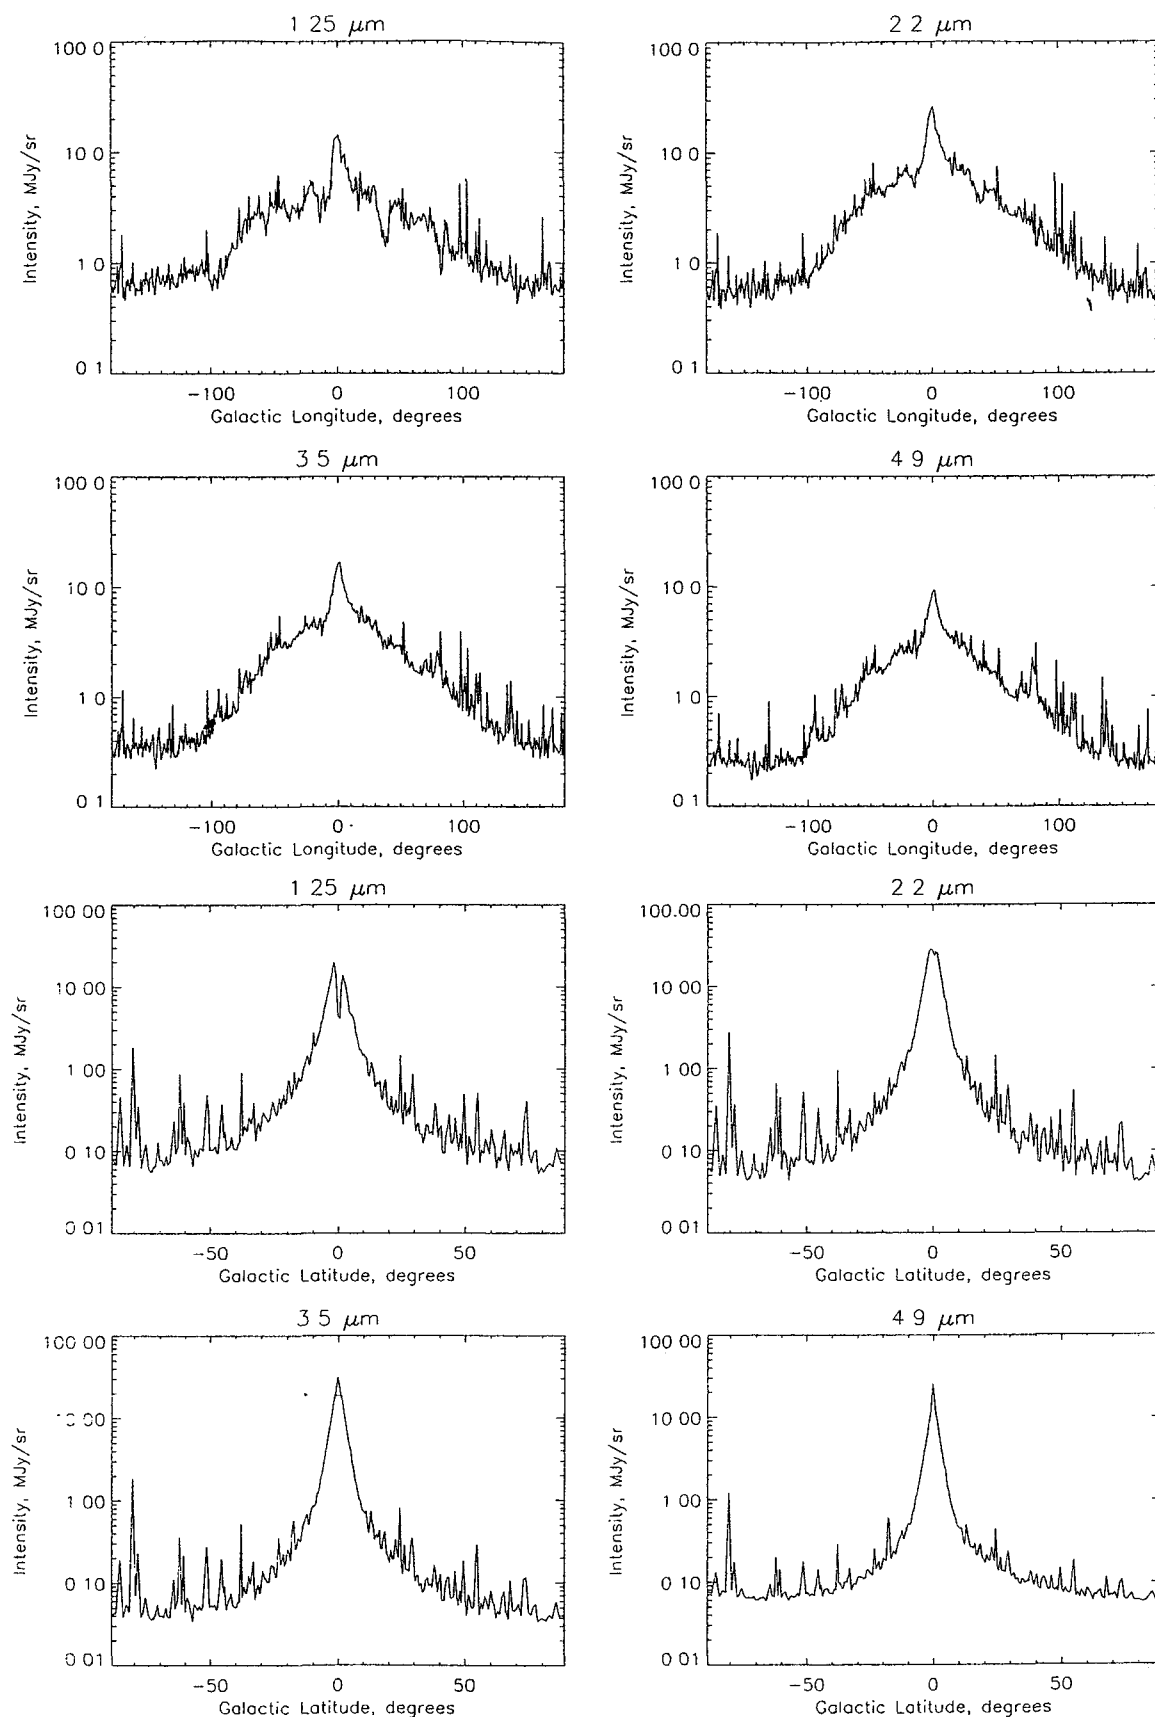 1 25 μm
100 0
10 0
1 0
0 1
Intensity, MJy/sr
−100 0 100
Galactic Longitude, degrees
2 2 μm
100 0
10 0
1 0
0 1
Intensity, MJy/sr
−100 0 100
Galactic Longitude, degrees
3 5 μm
100 0
10 0
1 0
0 1
Intensity, MJy/sr
−100 0 100
Galactic Longitude, degrees
4 9 μm
100 0
10 0
1 0
0 1
Intensity, MJy/sr
−100 0 100
Galactic Longitude, degrees
1 25 μm
100 00
10 00
1 00
0 10
0 01
Intensity, MJy/sr
−50 0 50
Galactic Latitude, degrees
2 2 μm
100.00
10 00
1 00
0 10
0 01
Intensity, MJy/sr
−50 0 50
Galactic Latitude, degrees
3 5 μm
100 00
00
1 00
0 10
0 01
Intensity, MJy/sr
−50 0 50
Galactic Latitude, degrees
4 9 μm
100 00
10 00
1 00
0 10
0 01
Intensity, MJy/sr
−50 0 50
Galactic Latitude, degrees